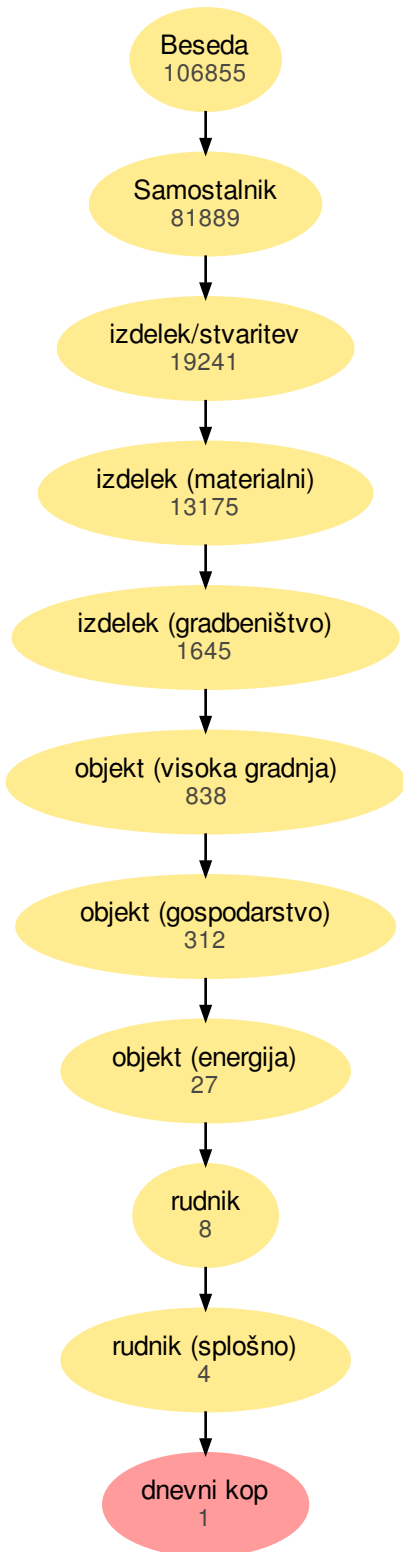 Beseda
106855
Samostalnik
81889
izdelek/stvaritev
19241
izdelek (materialni)
13175
izdelek (gradbeništvo)
1645
objekt (visoka gradnja)
838
objekt (gospodarstvo)
312
objekt (energija)
27
rudnik
8
rudnik (splošno)
4
dnevni kop
1